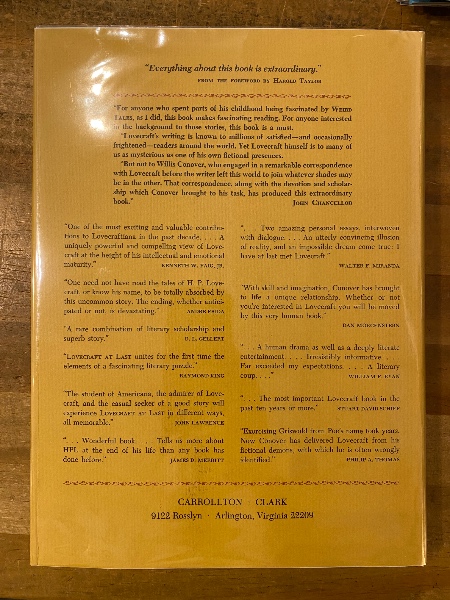 "Everything about this book is extraordinary."
FROM THE FOREWORD BY HAROLD TAYLOR
"For anyone who spent parts of his childhood being fascinated by WEIRD
TALES, as I did, this book makes fascinating reading. For anyone interested
in the background to those stories, this book is a must.
"Lovecraft's writing is known to millions of satisfied—and occasionally
frightened—readers around the world. Yet Lovecraft himself is to many of
us as mysterious as one of his own fictional presences.
"But not to Willis Conover, who engaged in a remarkable correspondence
with Lovecraft before the writer left this world to join whatever shades may
be in the other. That correspondence, along with the devotion and scholar-
ship which Conover brought to his task, has produced this extraordinary
book."
JOHN CHANCELLOR
"One of the most exciting and valuable contribu-
tions to Lovecraftiana in the past decade. . . . A
uniquely powerful and compelling view of Love-
craft at the height of his intellectual and emotional
maturity."
KENNETH W. FAIG, JR.
"One need not have read the tales of H. P. Love-
craft, or know his name, to be totally absorbed by
this uncommon story. The ending, whether antici-
pated or not, is devastating."
"A rare combination of literary scholarship and
superb story."
"LOVECRAFT AT LAST unites for the first time the
elements of a fascinating literary puzzle."
RAYMOND KING
"The student of Americana, the admirer of Love-
craft, and the casual seeker of a good story will
experience LOVECRAFT AT LAST in different ways,
all memorable."
JOHN LAWRENCE
". . . Wonderful book. . . . Tells us more about
HPL at the end of his life than any book has
done before."
JAMES D. MERRITT
". . . Two amazing personal essays, interwoven
with dialogue. . . . An utterly convincing illusion
of reality, and an impossible dream come true: I
have at last met Lovecraft."
WALTER F. MIRANDA
"With skill and imagination, Conover has brought
to life a unique relationship. Whether or not
you're interested in Lovecraft you will be moved
by this very human book."
DAN MORGENSTERN
". . . A human drama, as well as a deeply literate
entertainment. . . . Irresistibly informative. . . .
Far exceeded my expectations. . . . A literary
coup. . . ."
WILLIAM F. RYAN
". . . The most important Lovecraft book in the
past ten years or more."
STUART DAVID SCHIFF
"Exorcising Griswold from Poe's name took years.
Now Conover has delivered Lovecraft from his
fictional demons, with which he is often wrongly
identified."
PHILIP A. THOMAS
CARROLLTON · CLARK
9122 Rosslyn · Arlington, Virginia 22209